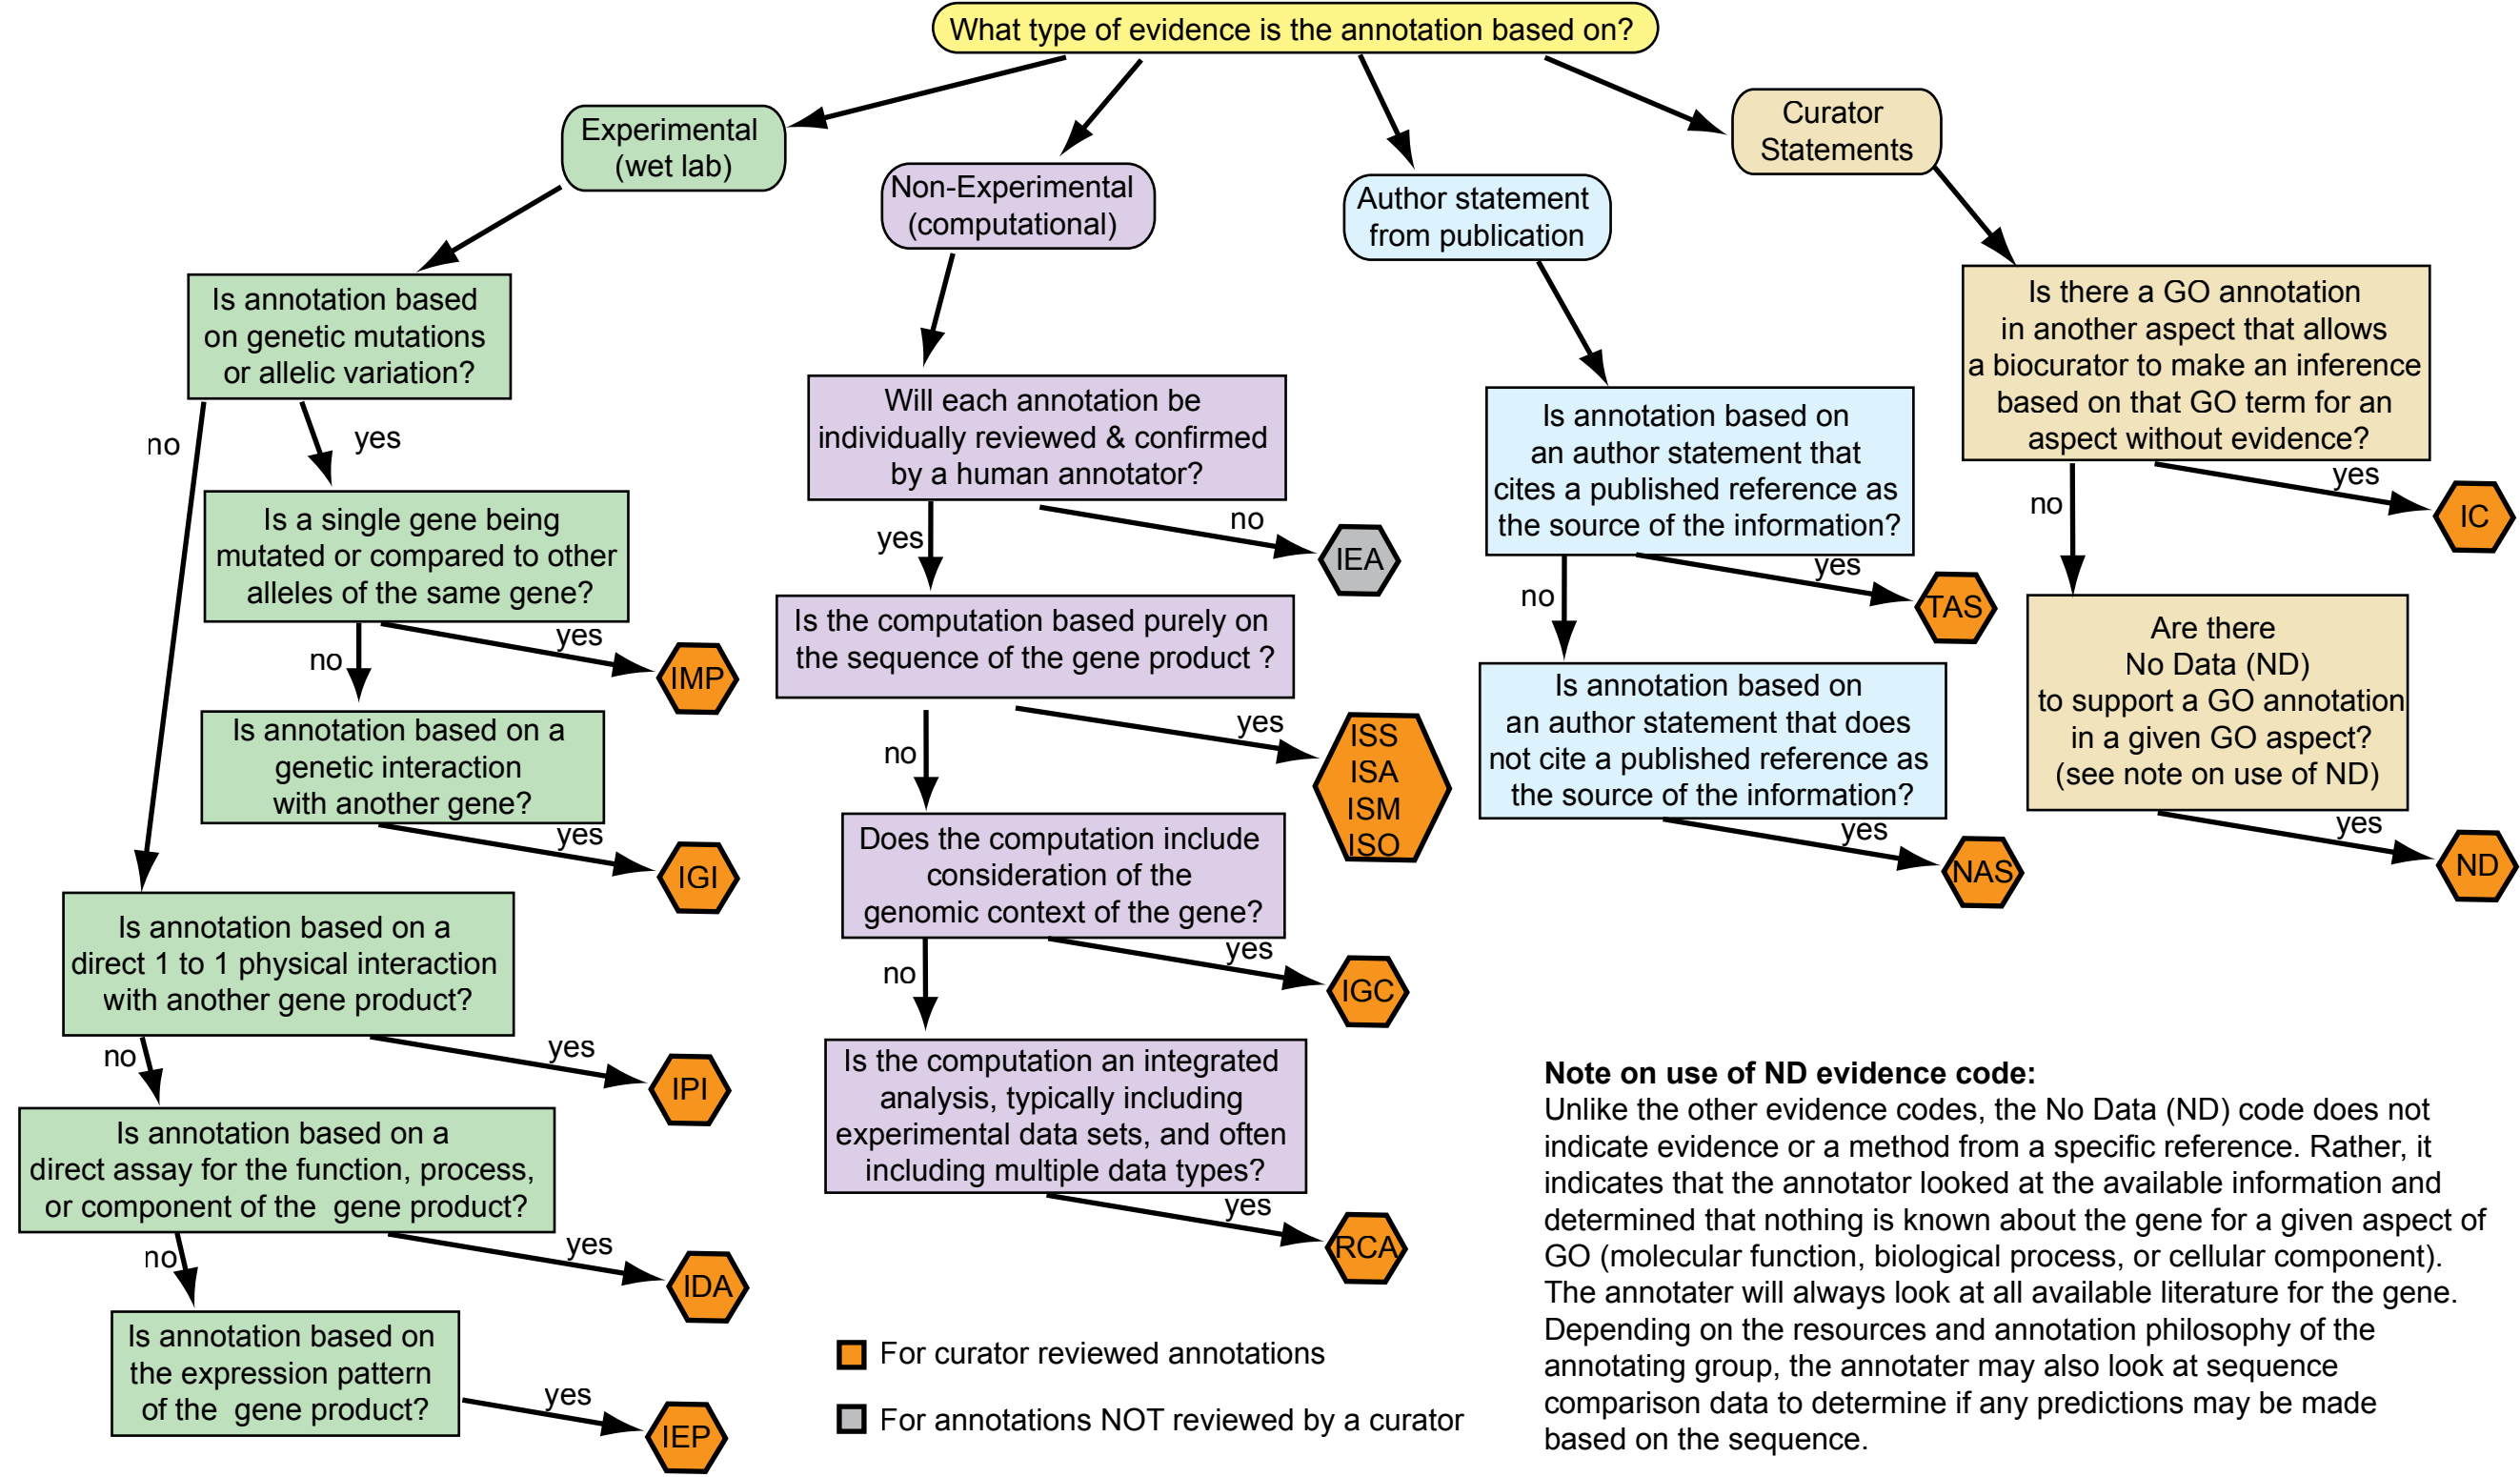 What type of evidence is the annotation based on?
Experimental
(wet lab)
Non-Experimental
(computational)
Author statement
from publication
Curator
Statements
Is annotation based
on genetic mutations
or allelic variation?
no
yes
Is a single gene being
mutated or compared to other
alleles of the same gene?
yes
no
IMP
Is annotation based on a
genetic interaction
with another gene?
yes
IGI
Is annotation based on a
direct 1 to 1 physical interaction
with another gene product?
no
yes
IPI
Is annotation based on a
direct assay for the function, process,
or component of the gene product?
no
yes
IDA
Is annotation based on
the expression pattern
of the gene product?
yes
IEP
Will each annotation be
individually reviewed & confirmed
by a human annotator?
yes
no
IEA
Is the computation based purely on
the sequence of the gene product ?
no
yes
ISS
ISA
ISM
ISO
Does the computation include
consideration of the
genomic context of the gene?
no
yes
IGC
Is the computation an integrated
analysis, typically including
experimental data sets, and often
including multiple data types?
yes
RCA
Is annotation based on
an author statement that
cites a published reference as
the source of the information?
no
yes
TAS
Is annotation based on
an author statement that does
not cite a published reference as
the source of the information?
yes
NAS
Is there a GO annotation
in another aspect that allows
a biocurator to make an inference
based on that GO term for an
aspect without evidence?
no
yes
IC
Are there
No Data (ND)
to support a GO annotation
in a given GO aspect?
(see note on use of ND)
yes
ND
For curator reviewed annotations
For annotations NOT reviewed by a curator
Note on use of ND evidence code:
Unlike the other evidence codes, the No Data (ND) code does not
indicate evidence or a method from a specific reference. Rather, it
indicates that the annotator looked at the available information and
determined that nothing is known about the gene for a given aspect of
GO (molecular function, biological process, or cellular component).
The annotater will always look at all available literature for the gene.
Depending on the resources and annotation philosophy of the
annotating group, the annotater may also look at sequence
comparison data to determine if any predictions may be made
based on the sequence.